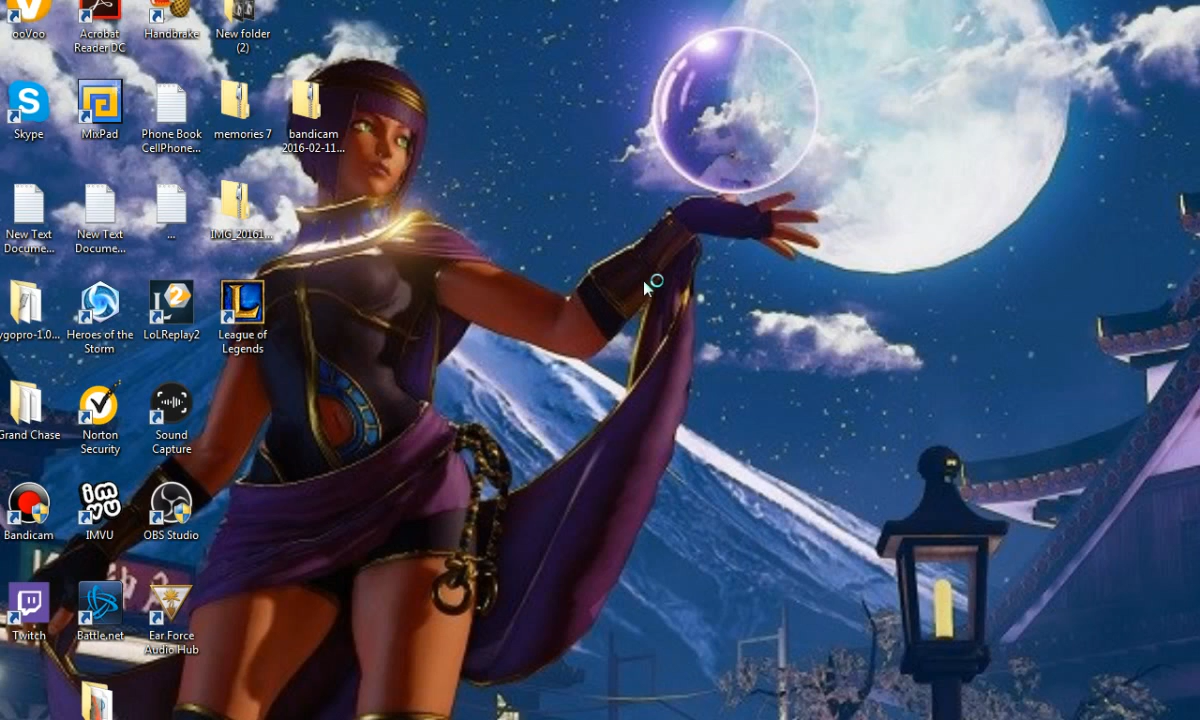 ooVoo
Acrobat
Reader DC
Handbrake
New folder
(2)
Skype
MixPad
Phone Book
CellPhone...
memories 7
bandicam
2016-02-11...
New Text
Docume...
New Text
Docume...
...
IMG_20161...
ygopro-1.0...
Heroes of the
Storm
LoLReplay2
League of
Legends
Grand Chase
Norton
Security
Sound
Capture
Bandicam
IMVU
OBS Studio
Twitch
Battle.net
Ear Force
Audio Hub